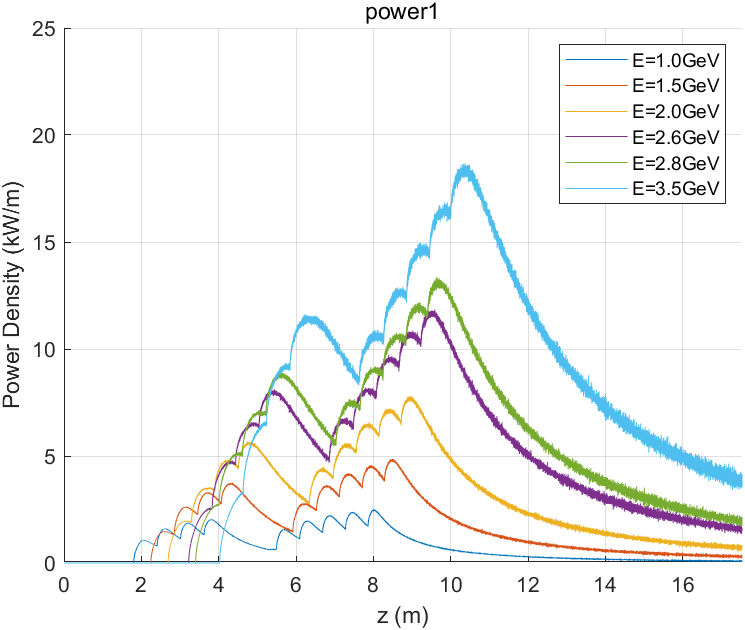 power1
25
20
15
10
5
0
Power Density (kW/m)
E=1.0GeV
E=1.5GeV
E=2.0GeV
E=2.6GeV
E=2.8GeV
E=3.5GeV
0 2 4 6 8 10 12 14 16
z (m)